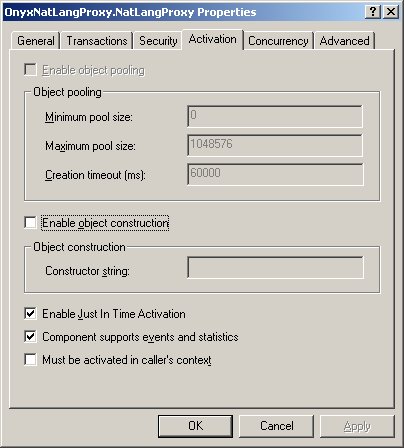 OnyxNatLangProxy.NatLangProxy Properties
General Transactions Security Activation Concurrency Advanced
Enable object pooling
Object pooling
Minimum pool size: 0
Maximum pool size: 1048576
Creation timeout (ms): 60000
Enable object construction
Object construction
Constructor string:
Enable Just In Time Activation
Component supports events and statistics
Must be activated in caller's context
OK Cancel Apply